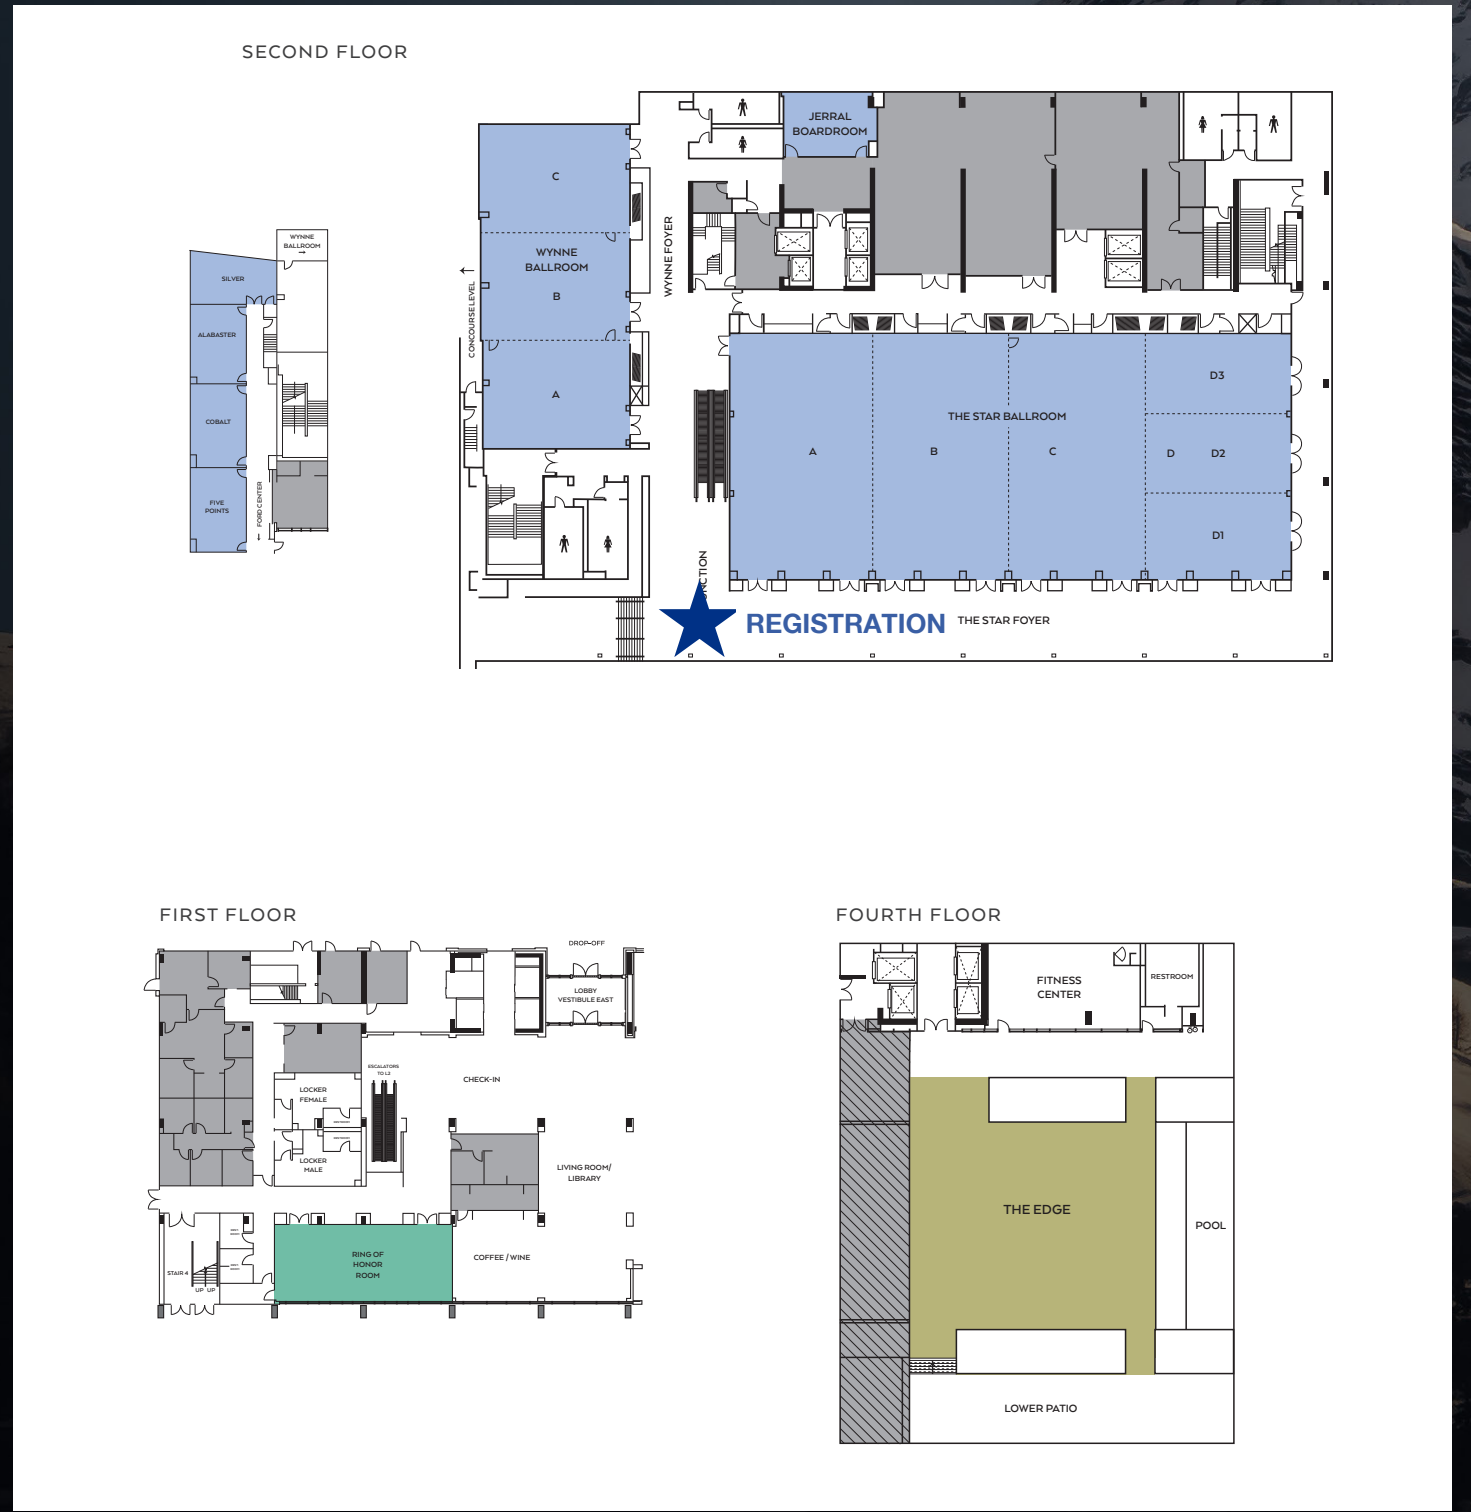 SECOND FLOOR
JERRAL
BOARDROOM
C
WYNNE
BALLROOM
B
A
WYNNE FOYER
← CONCOURSE LEVEL
WYNNE
BALLROOM
→
SILVER
ALABASTER
COBALT
FIVE
POINTS
← FORD CENTER
THE STAR BALLROOM
A
B
C
D
D3
D2
D1
REGISTRATION
THE STAR FOYER
FIRST FLOOR
DROP-OFF
LOBBY
VESTIBULE EAST
ESCALATORS
TO L2
CHECK-IN
LOCKER
FEMALE
LOCKER
MALE
LIVING ROOM/
LIBRARY
RING OF
HONOR
ROOM
COFFEE / WINE
STAIR 4
UP UP
FOURTH FLOOR
FITNESS
CENTER
RESTROOM
THE EDGE
POOL
LOWER PATIO